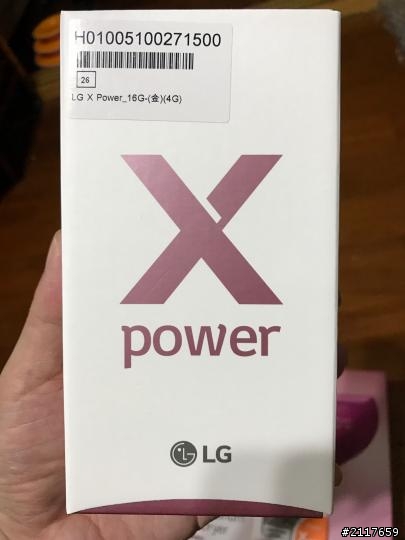 H01005100271500
26
LG X Power_16G-(金)(4G)
X
power
LG
#2117659